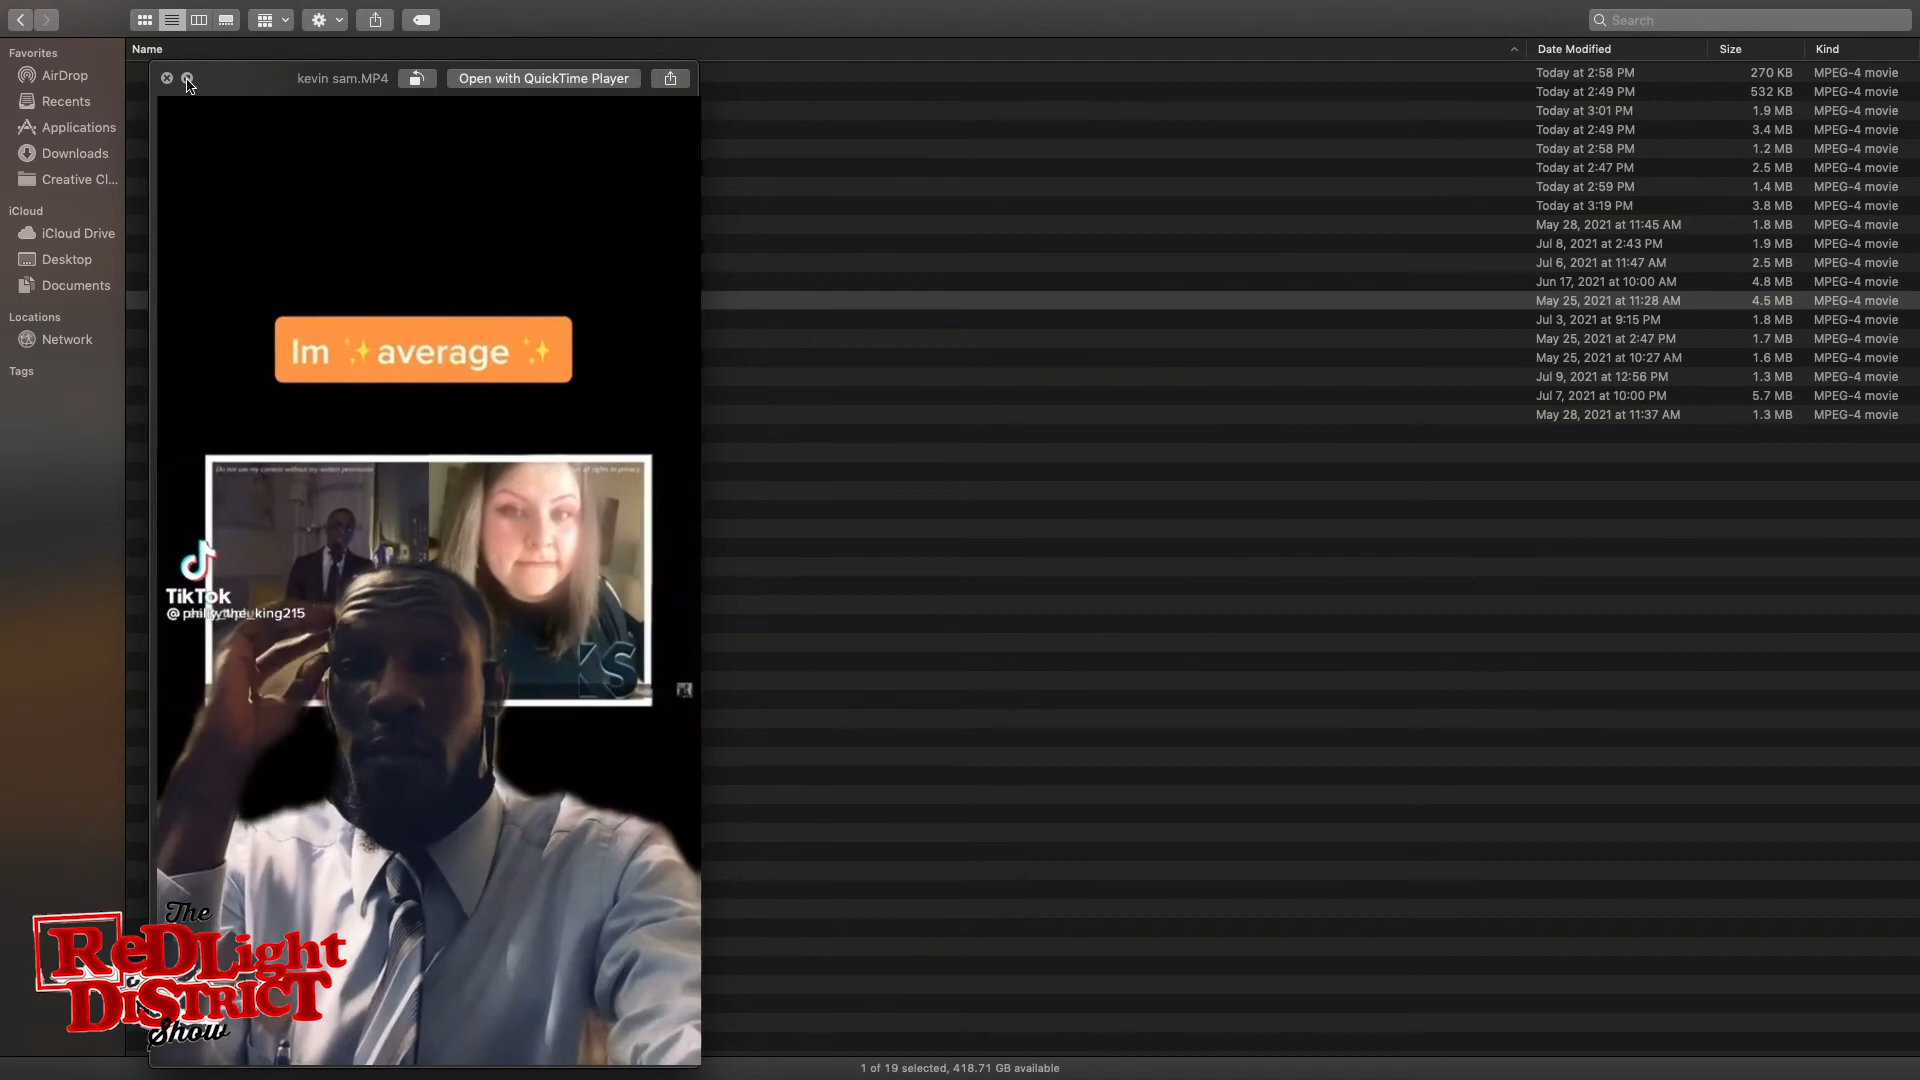 Search
Name
Date Modified
Size
Kind
Favorites
AirDrop
Recents
Applications
Downloads
Creative Cl...
iCloud
iCloud Drive
Desktop
Documents
Locations
Network
Tags
kevin sam.MP4
Open with QuickTime Player
Today at 2:58 PM 270 KB MPEG-4 movie
Today at 2:49 PM 532 KB MPEG-4 movie
Today at 3:01 PM 1.9 MB MPEG-4 movie
Today at 2:49 PM 3.4 MB MPEG-4 movie
Today at 2:58 PM 1.2 MB MPEG-4 movie
Today at 2:47 PM 2.5 MB MPEG-4 movie
Today at 2:59 PM 1.4 MB MPEG-4 movie
Today at 3:19 PM 3.8 MB MPEG-4 movie
May 28, 2021 at 11:45 AM 1.8 MB MPEG-4 movie
Jul 8, 2021 at 2:43 PM 1.9 MB MPEG-4 movie
Jul 6, 2021 at 11:47 AM 2.5 MB MPEG-4 movie
Jun 17, 2021 at 10:00 AM 4.8 MB MPEG-4 movie
May 25, 2021 at 11:28 AM 4.5 MB MPEG-4 movie
Jul 3, 2021 at 9:15 PM 1.8 MB MPEG-4 movie
May 25, 2021 at 2:47 PM 1.7 MB MPEG-4 movie
May 25, 2021 at 10:27 AM 1.6 MB MPEG-4 movie
Jul 9, 2021 at 12:56 PM 1.3 MB MPEG-4 movie
Jul 7, 2021 at 10:00 PM 5.7 MB MPEG-4 movie
May 28, 2021 at 11:37 AM 1.3 MB MPEG-4 movie
Im ✨average ✨
Do not use my content without my written permission
all rights to privacy
KS
TikTok
The
ReDLight
DiSTRiCT
Show
1 of 19 selected, 418.71 GB available